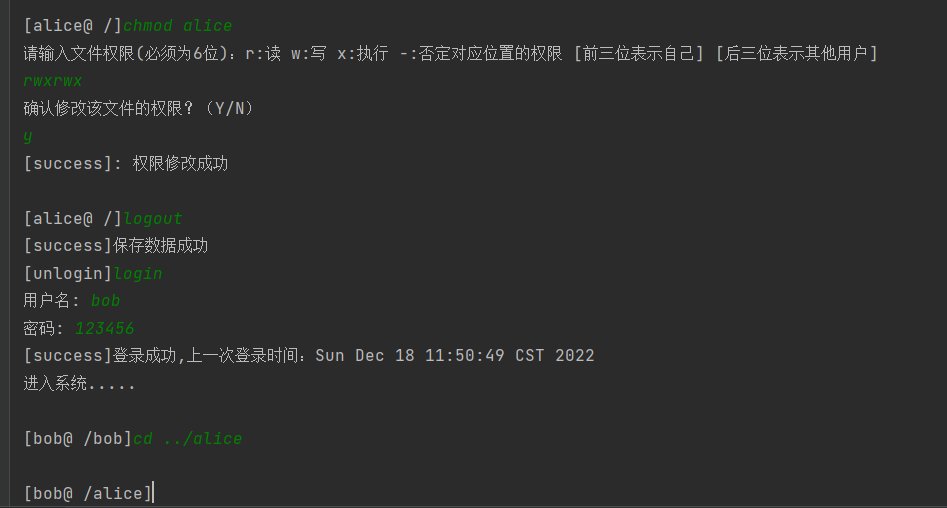 [alice@ /]chmod alice
请输入文件权限(必须为6位): r:读 w:写 x:执行 -:否定对应位置的权限 [前三位表示自己] [后三位表示其他用户]
rwxrwx
确认修改该文件的权限? (Y/N)
y
[success]: 权限修改成功
[alice@ /]logout
[success]保存数据成功
[unlogin]login
用户名: bob
密码: 123456
[success]登录成功,上一次登录时间: Sun Dec 18 11:50:49 CST 2022
进入系统.....
[bob@ /bob]cd ../alice
[bob@ /alice]